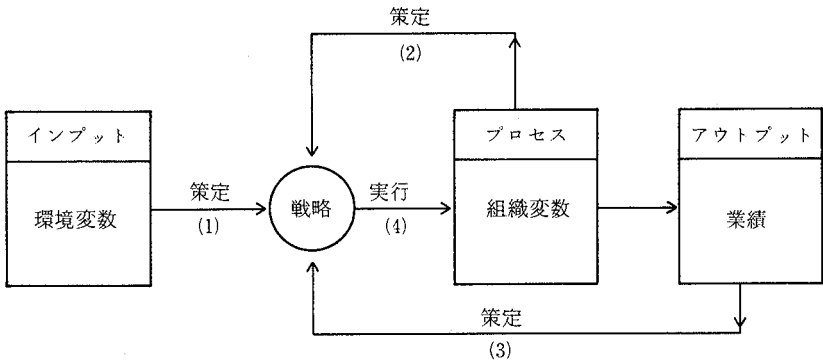 策定
(2)
インプット
環境変数
策定
(1)
戦略
実行
(4)
プロセス
組織変数
アウトプット
業績
策定
(3)